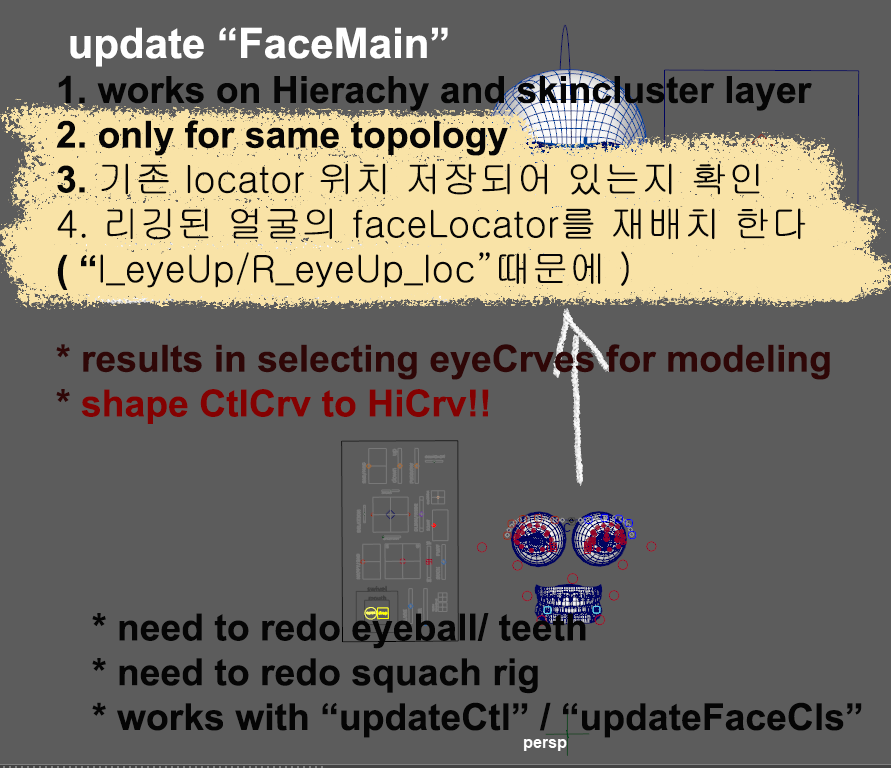 update “FaceMain”
1. works on Hierachy and skincluster layer
2. only for same topology
3. 기존 locator 위치 저장되어 있는지 확인
4. 리깅된 얼굴의 faceLocator를 재배치 한다
( “l_eyeUp/R_eyeUp_loc”때문에 )
* results in selecting eyeCrves for modeling
* shape CtlCrv to HiCrv!!
* need to redo eyeball/ teeth
* need to redo squach rig
* works with “updateCtl” / “updateFaceCls”
persp